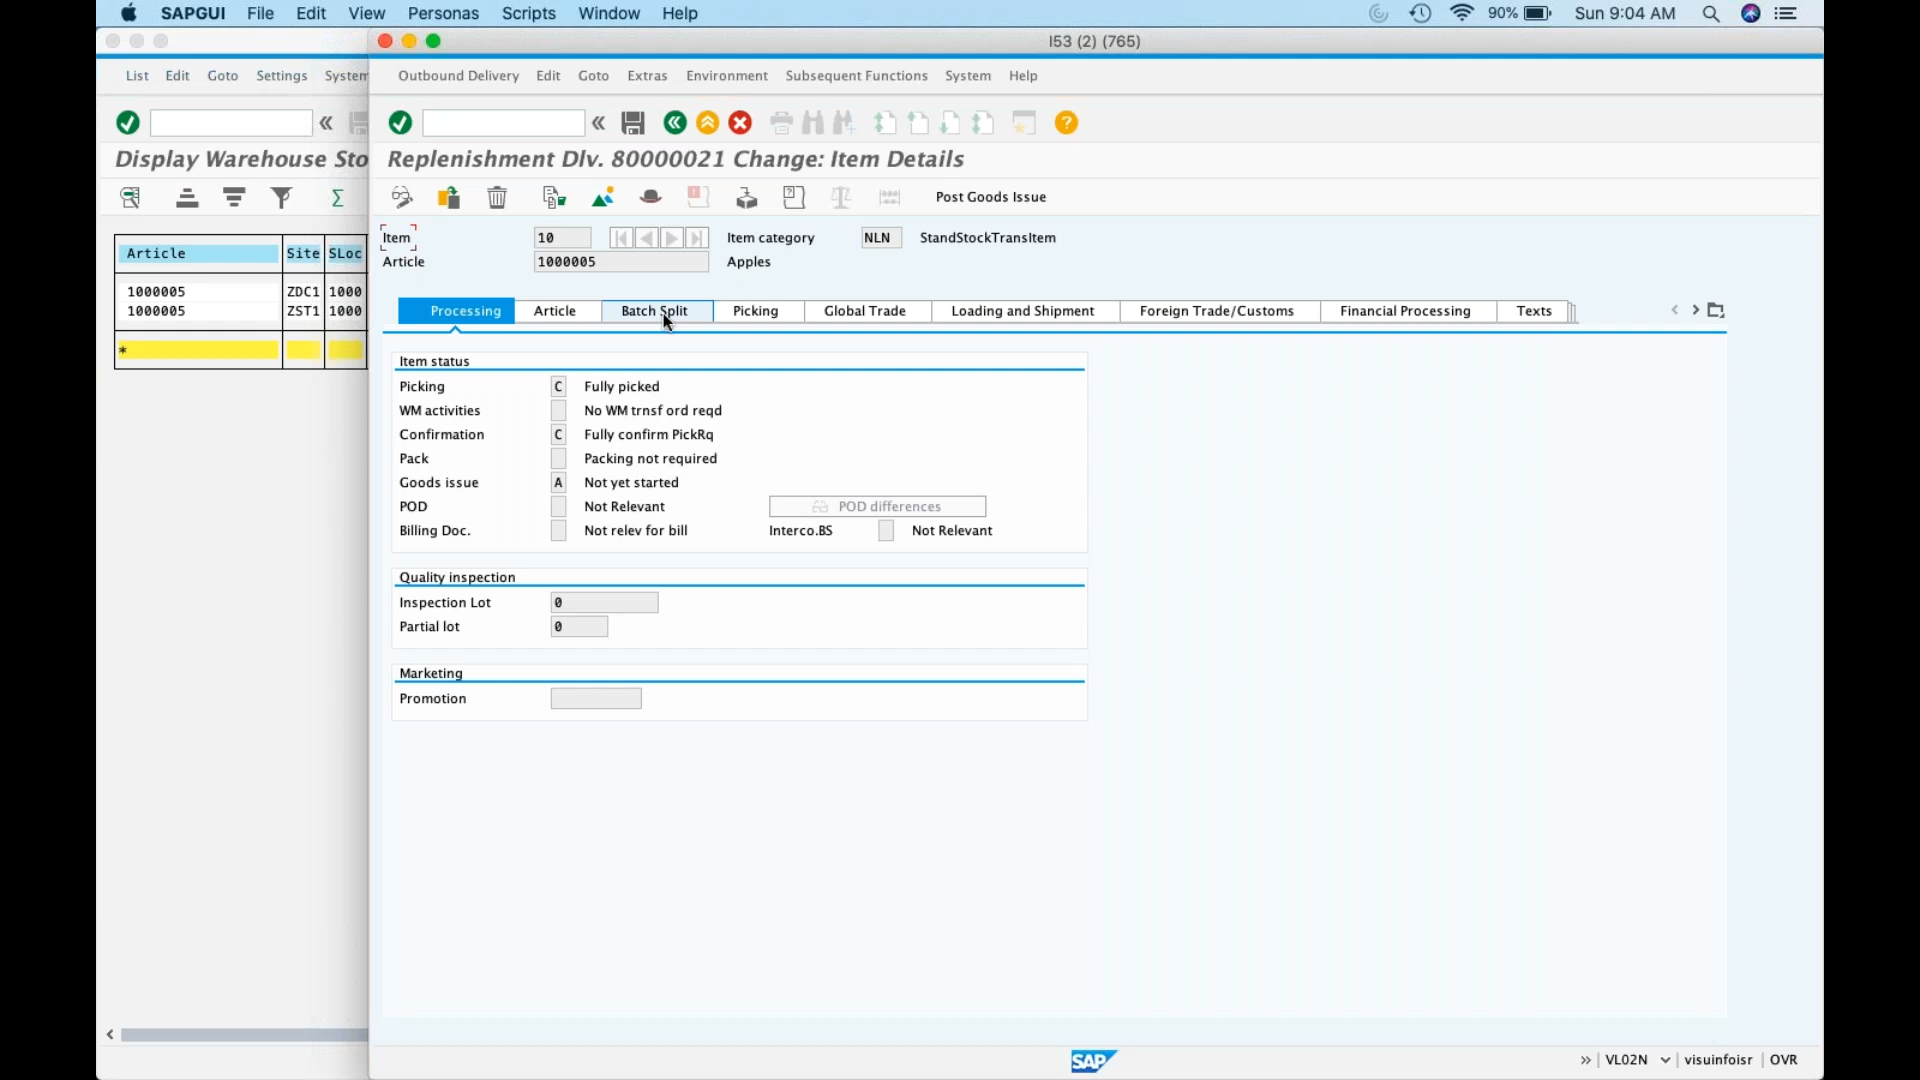 SAPGUI File Edit View Personas Scripts Window Help 90% Sun 9:04 AM
I53 (2) (765)
List Edit Goto Settings System
Outbound Delivery Edit Goto Extras Environment Subsequent Functions System Help
Display Warehouse Sto
Replenishment Dlv. 80000021 Change: Item Details
Post Goods Issue
Article Site SLoc
1000005 ZDC1 1000
1000005 ZST1 1000
*
Item 10 Item category NLN StandStockTransItem
Article 1000005 Apples
Processing Article Batch Split Picking Global Trade Loading and Shipment Foreign Trade/Customs Financial Processing Texts
Item status
Picking C Fully picked
WM activities No WM trnsf ord reqd
Confirmation C Fully confirm PickRq
Pack Packing not required
Goods issue A Not yet started
POD Not Relevant POD differences
Billing Doc. Not relev for bill Interco.BS Not Relevant
Quality inspection
Inspection Lot 0
Partial lot 0
Marketing
Promotion
SAP
VL02N visuinfoisr OVR